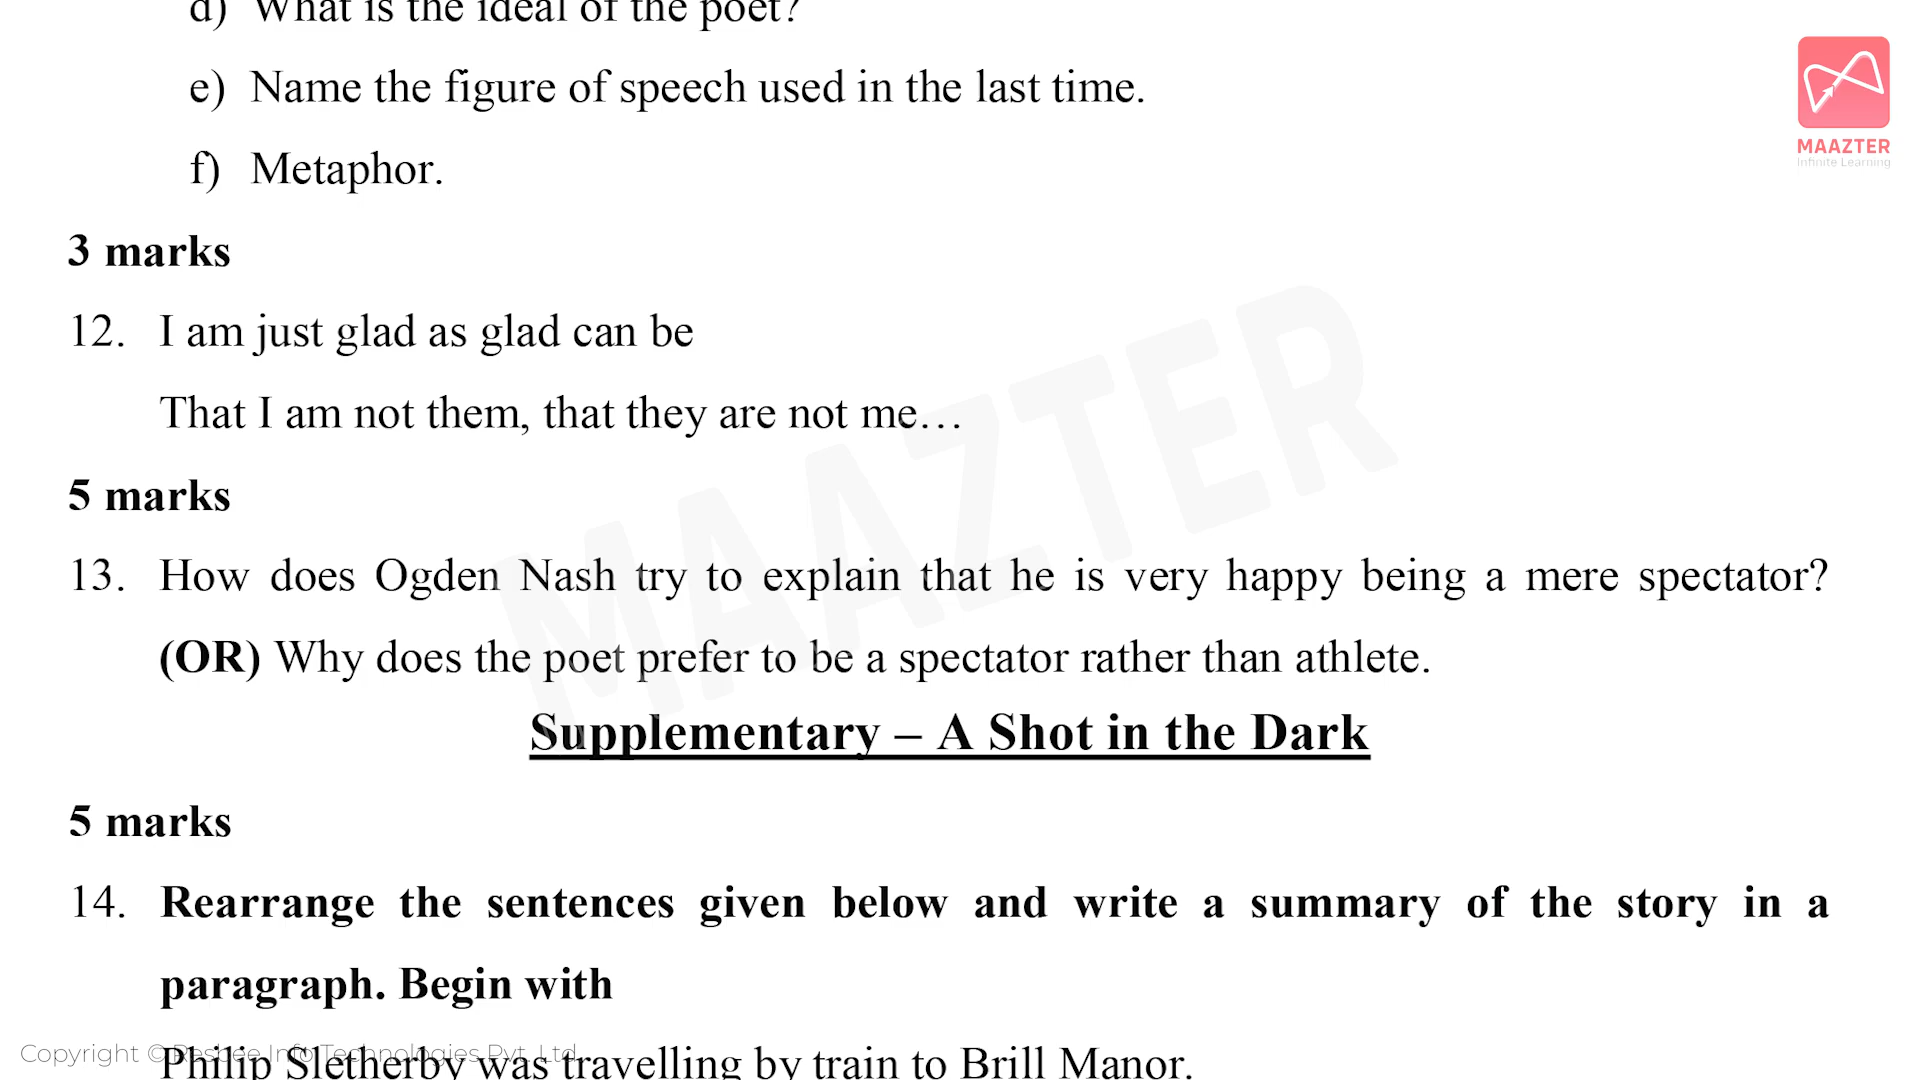 d) What is the ideal of the poet?
e) Name the figure of speech used in the last time.
f) Metaphor.
MAAZTER
Infinite Learning
3 marks
12. I am just glad as glad can be
That I am not them, that they are not me…
5 marks
13. How does Ogden Nash try to explain that he is very happy being a mere spectator?
(OR) Why does the poet prefer to be a spectator rather than athlete.
MAAZTER
Supplementary – A Shot in the Dark
5 marks
14. Rearrange the sentences given below and write a summary of the story in a
paragraph. Begin with
Philip Sletherby was travelling by train to Brill Manor.
Copyright © Resbee Info Technologies Pvt. Ltd.